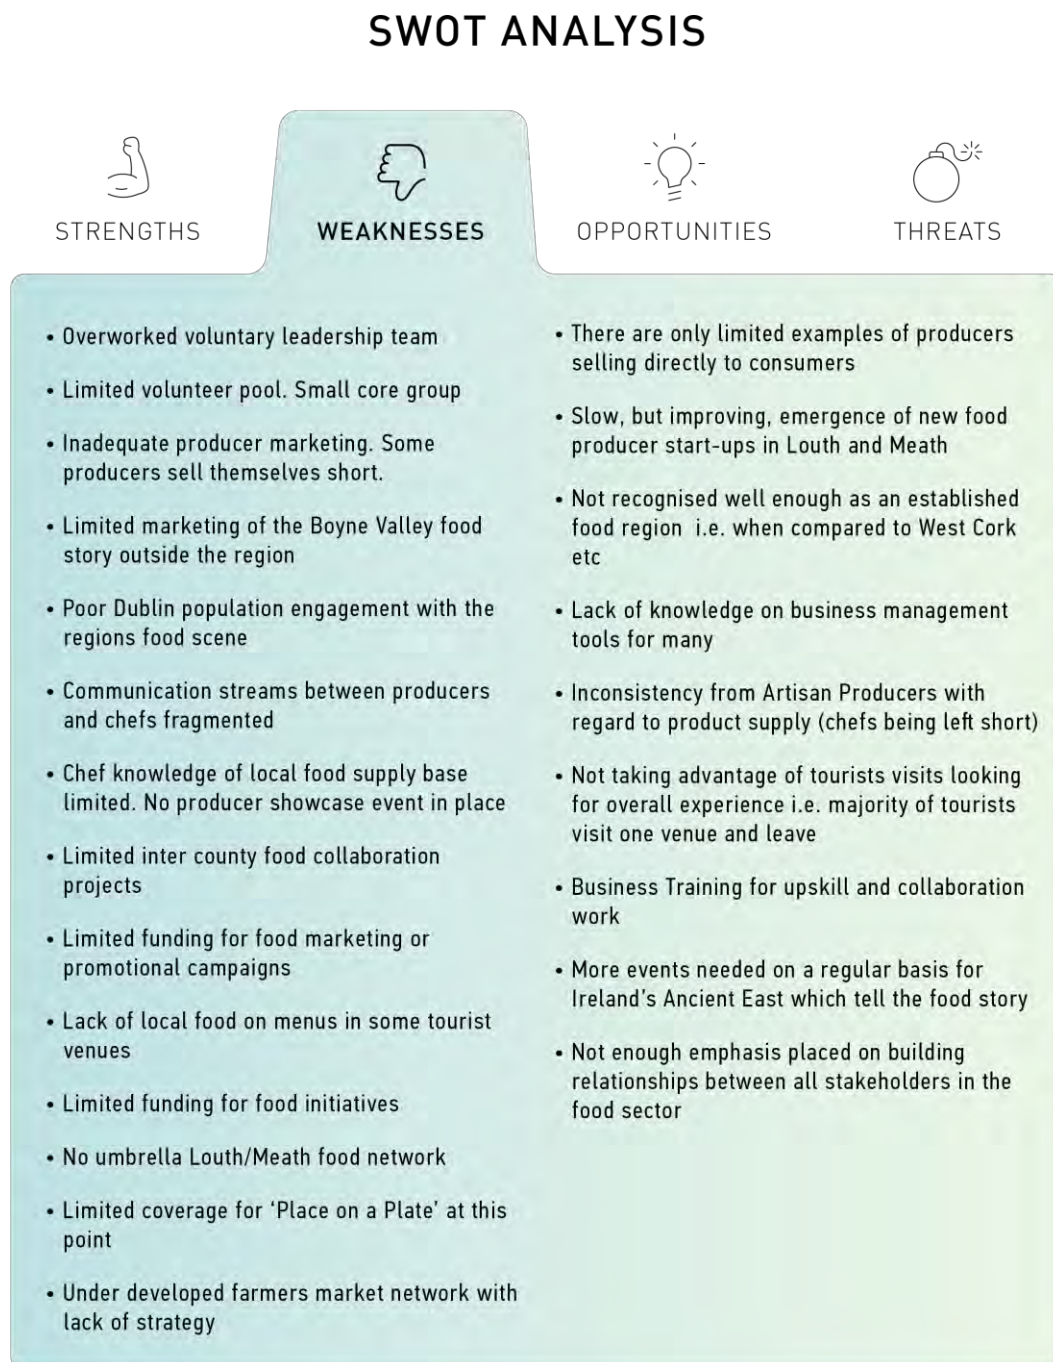 SWOT ANALYSIS
STRENGTHS
WEAKNESSES
OPPORTUNITIES
THREATS
• Overworked voluntary leadership team
• Limited volunteer pool. Small core group
• Inadequate producer marketing. Some
producers sell themselves short.
• Limited marketing of the Boyne Valley food
story outside the region
• Poor Dublin population engagement with the
regions food scene
• Communication streams between producers
and chefs fragmented
• Chef knowledge of local food supply base
limited. No producer showcase event in place
• Limited inter county food collaboration
projects
• Limited funding for food marketing or
promotional campaigns
• Lack of local food on menus in some tourist
venues
• Limited funding for food initiatives
• No umbrella Louth/Meath food network
• Limited coverage for ‘Place on a Plate’ at this
point
• Under developed farmers market network with
lack of strategy
• There are only limited examples of producers
selling directly to consumers
• Slow, but improving, emergence of new food
producer start-ups in Louth and Meath
• Not recognised well enough as an established
food region i.e. when compared to West Cork
etc
• Lack of knowledge on business management
tools for many
• Inconsistency from Artisan Producers with
regard to product supply (chefs being left short)
• Not taking advantage of tourists visits looking
for overall experience i.e. majority of tourists
visit one venue and leave
• Business Training for upskill and collaboration
work
• More events needed on a regular basis for
Ireland’s Ancient East which tell the food story
• Not enough emphasis placed on building
relationships between all stakeholders in the
food sector